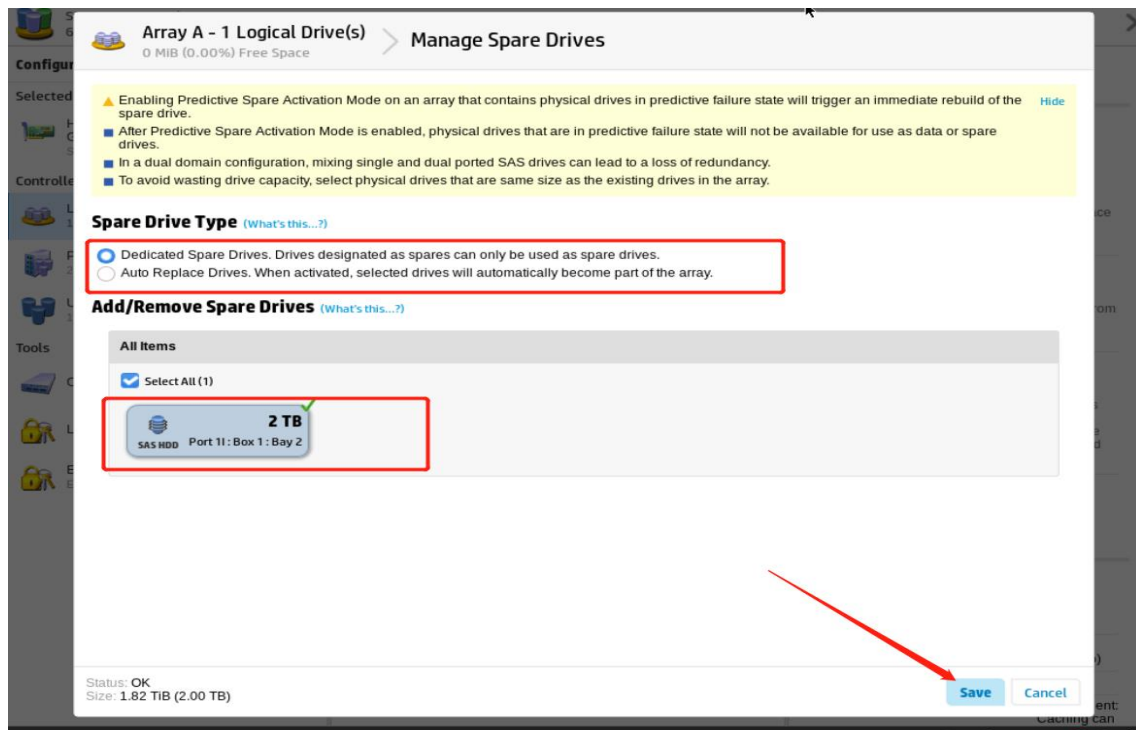 Array A - 1 Logical Drive(s)
0 MiB (0.00%) Free Space
Manage Spare Drives
Configur
Selected
Enabling Predictive Spare Activation Mode on an array that contains physical drives in predictive failure state will trigger an immediate rebuild of the
spare drive.
Hide
After Predictive Spare Activation Mode is enabled, physical drives that are in predictive failure state will not be available for use as data or spare
drives.
In a dual domain configuration, mixing single and dual ported SAS drives can lead to a loss of redundancy.
To avoid wasting drive capacity, select physical drives that are same size as the existing drives in the array.
Controlle
Spare Drive Type (What's this...?)
Dedicated Spare Drives. Drives designated as spares can only be used as spare drives.
Auto Replace Drives. When activated, selected drives will automatically become part of the array.
Add/Remove Spare Drives (What's this...?)
Tools
All Items
Select All (1)
2 TB
SAS HDD Port 1I : Box 1 : Bay 2
Status: OK
Size: 1.82 TiB (2.00 TB)
Save
Cancel
ent:
Caching can